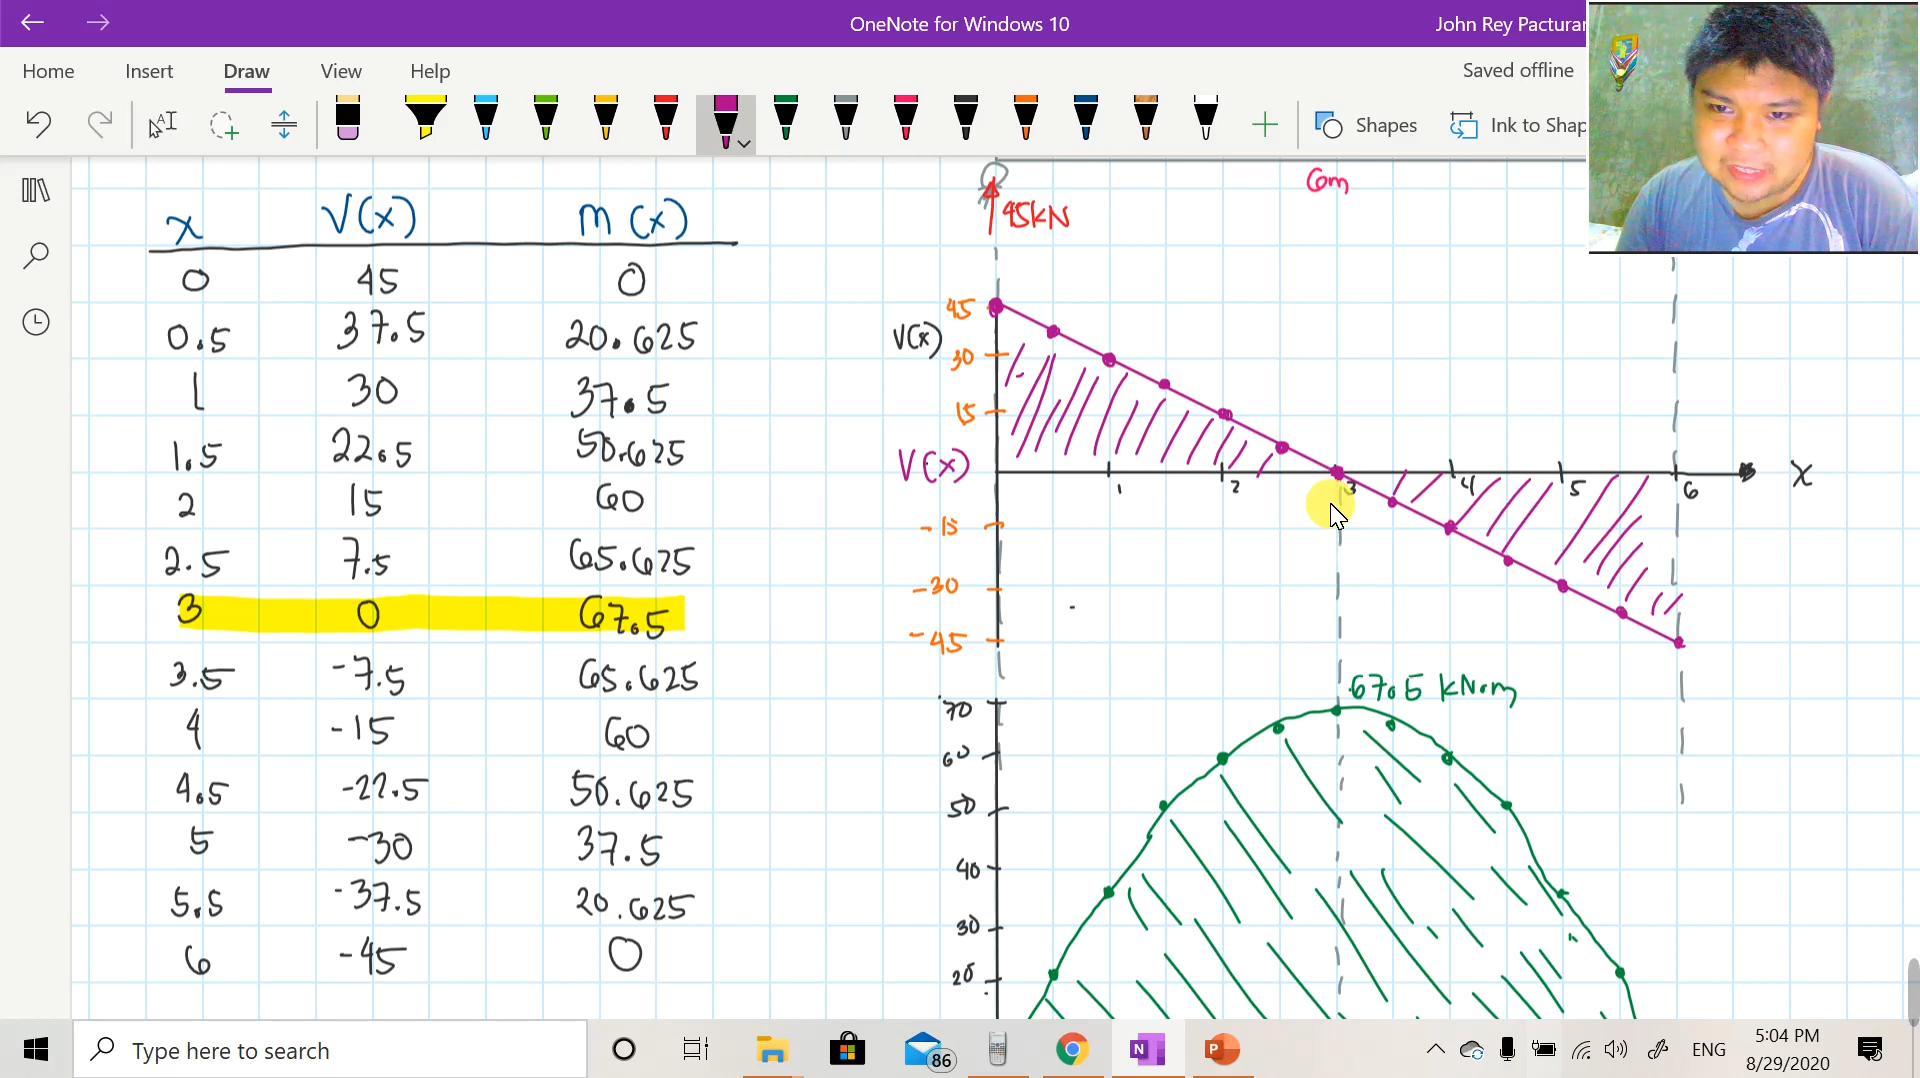 OneNote for Windows 10
John Rey Pacturan
Home Insert Draw View Help
Saved offline
Shapes
Ink to Shap
x V(x) m(x)
0 45 0
0.5 37.5 20.625
1 30 37.5
1.5 22.5 50.625
2 15 60
2.5 7.5 65.625
3 0 67.5
3.5 -7.5 65.625
4 -15 60
4.5 -22.5 50.625
5 -30 37.5
5.5 -37.5 20.625
6 -45 0
6m
45kN
45
V(x)
30
15
V(x)
1 2 3 4 5 6 x
-15
-30
-45
67.5 kN.m
70
60
50
40
30
20
Type here to search
86
ENG
5:04 PM
8/29/2020